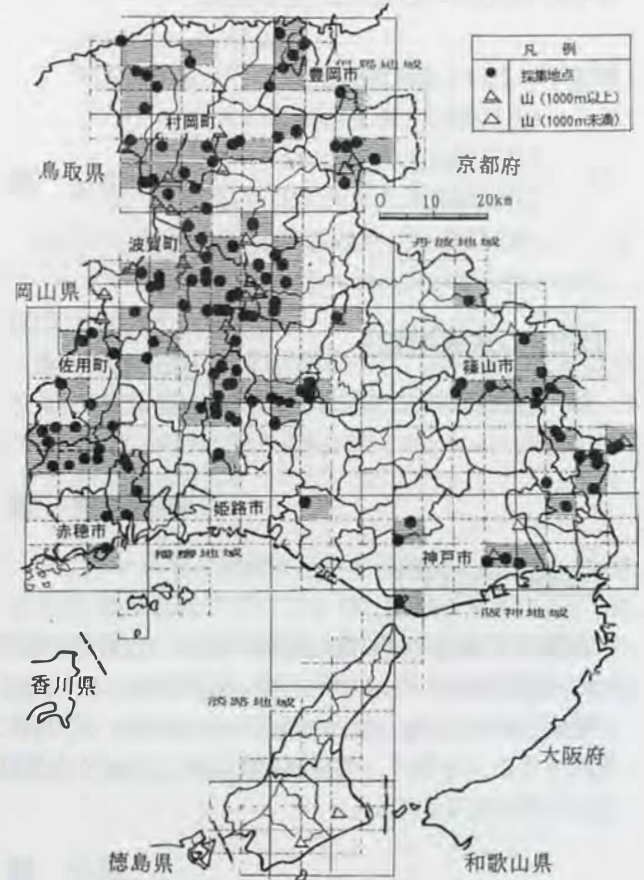 凡 例
採集地点
山 (1000m以上)
山 (1000m未満)
但馬地域
豊岡市
村岡町
鳥取県
京都府
0 10 20km
波賀町
丹波地域
岡山県
佐用町
篠山市
姫路市
赤穂市
播磨地域
神戸市
阪神地域
香川県
淡路地域
大阪府
徳島県
和歌山県